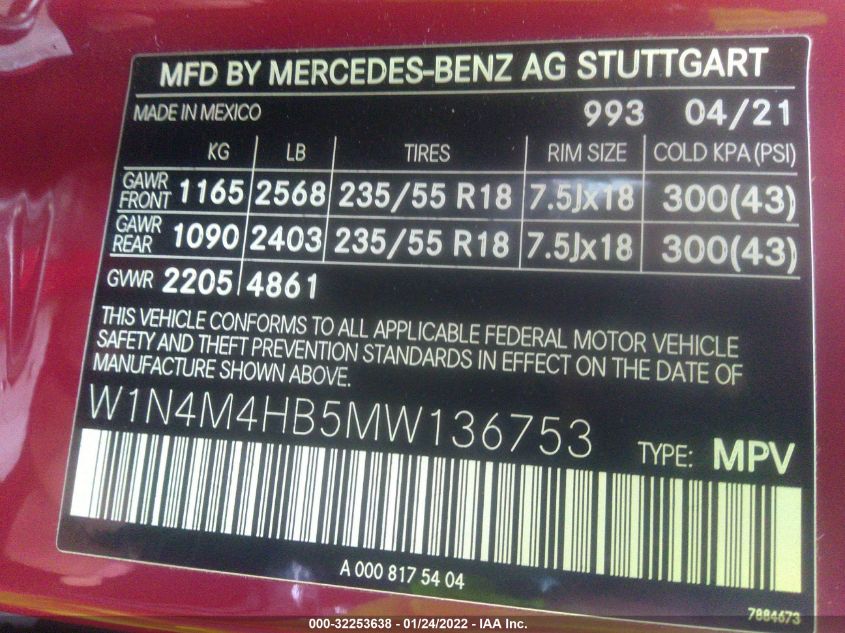 MFD BY MERCEDES-BENZ AG STUTTGART
MADE IN MEXICO 993 04/21
KG LB TIRES RIM SIZE COLD KPA (PSI)
GAWR FRONT 1165 2568 235/55 R18 7.5Jx18 300(43)
GAWR REAR 1090 2403 235/55 R18 7.5Jx18 300(43)
GVWR 2205 4861
THIS VEHICLE CONFORMS TO ALL APPLICABLE FEDERAL MOTOR VEHICLE
SAFETY AND THEFT PREVENTION STANDARDS IN EFFECT ON THE DATE OF
MANUFACTURE SHOWN ABOVE.
W1N4M4HB5MW136753
TYPE: MPV
A 000 817 54 04
7884673
000-32253638 - 01/24/2022 - IAA Inc.